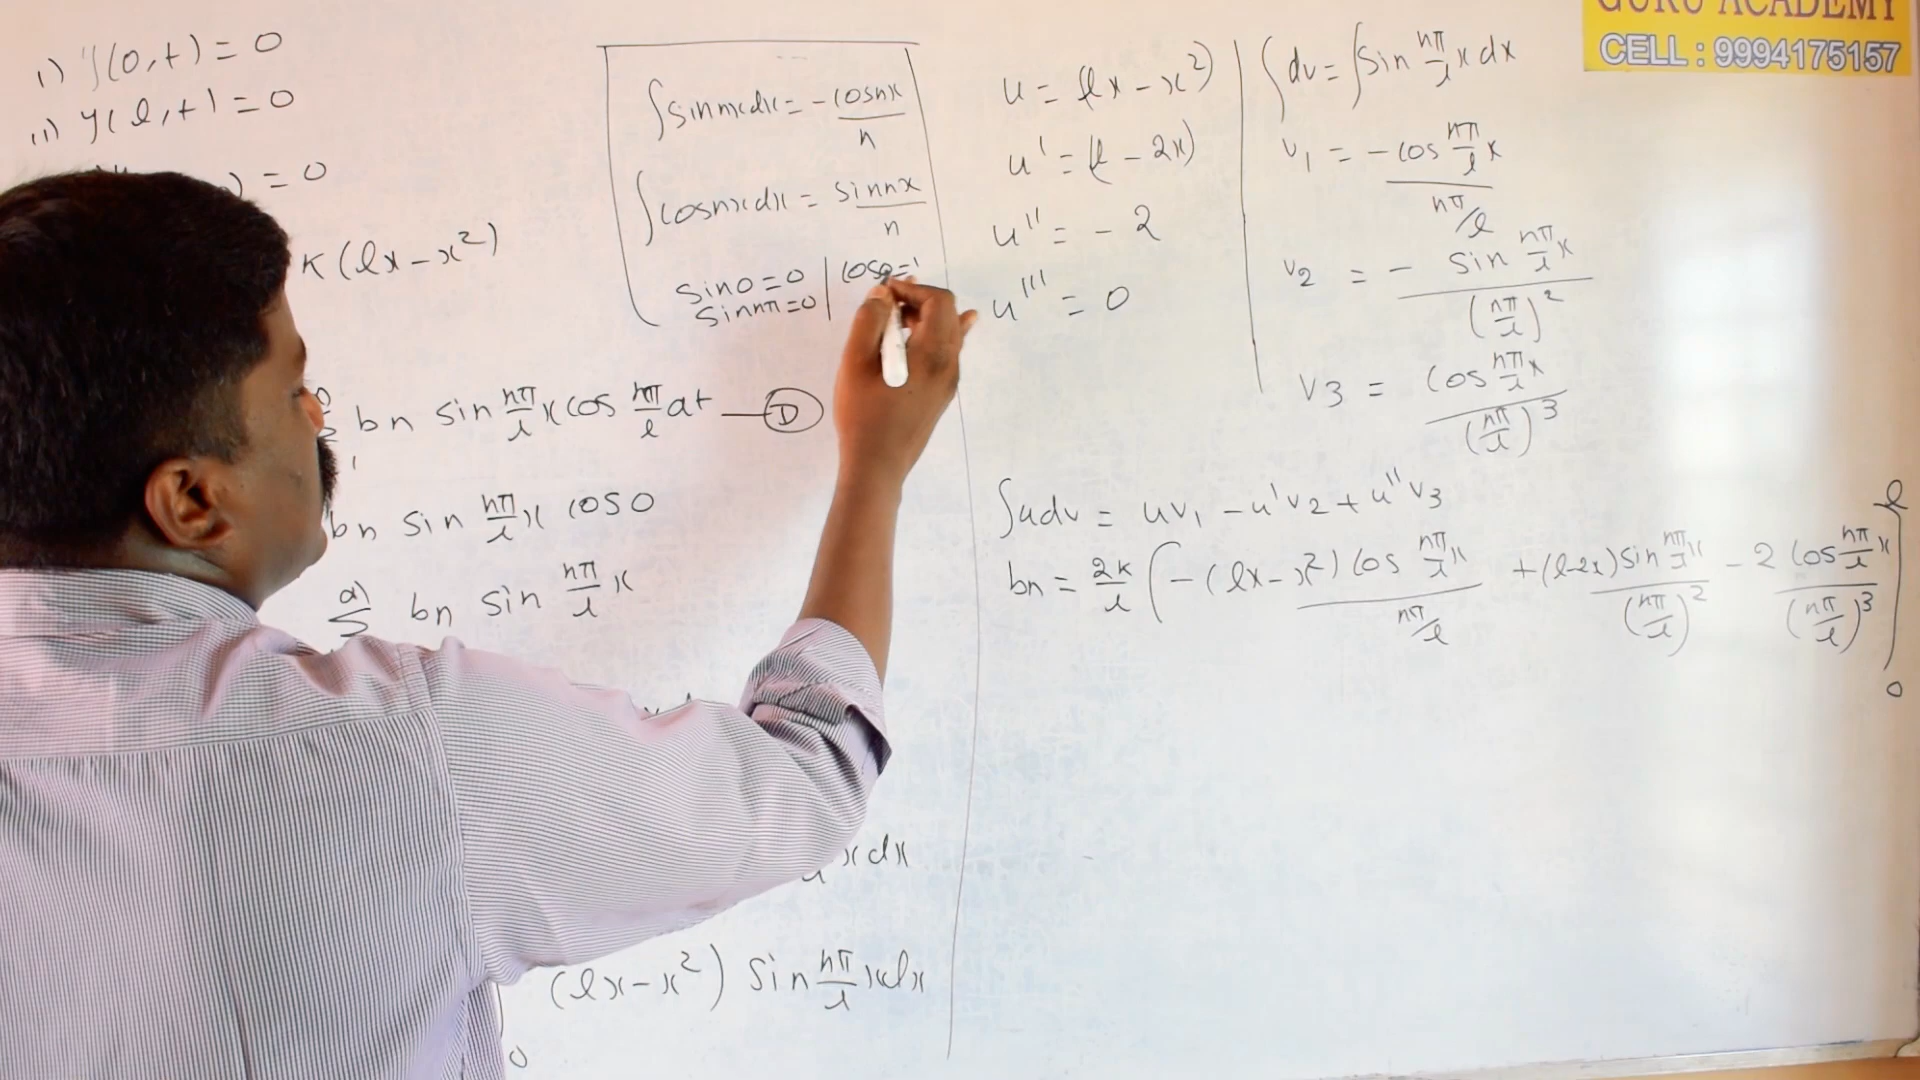 GURU ACADEMY
CELL : 9994175157
i) y(0,t) = 0
ii) y(l,t) = 0
) = 0
K(lx - x²)
bn sin nπ/l x cos nπ/l at — D
bn sin nπ/l x cos 0
bn sin nπ/l x
x dx
(lx - x²) sin nπ/l x dx
0
∫sin nx dx = -cos nx / n
∫cos nx dx = sin nx / n
sin 0 = 0 | cos 0 = 1
sin nπ = 0
u = (lx - x²)
u' = (l - 2x)
u'' = -2
u''' = 0
∫dv = ∫sin nπ/l x dx
v1 = -cos nπ/l x / nπ/l
v2 = - sin nπ/l x / (nπ/l)²
v3 = cos nπ/l x / (nπ/l)³
∫u dv = uv1 - u'v2 + u''v3
bn = 2k/l ( -(lx - x²) cos nπ/l x / nπ/l + (l-2x) sin nπ/l x / (nπ/l)² - 2 cos nπ/l x / (nπ/l)³ ] l 0